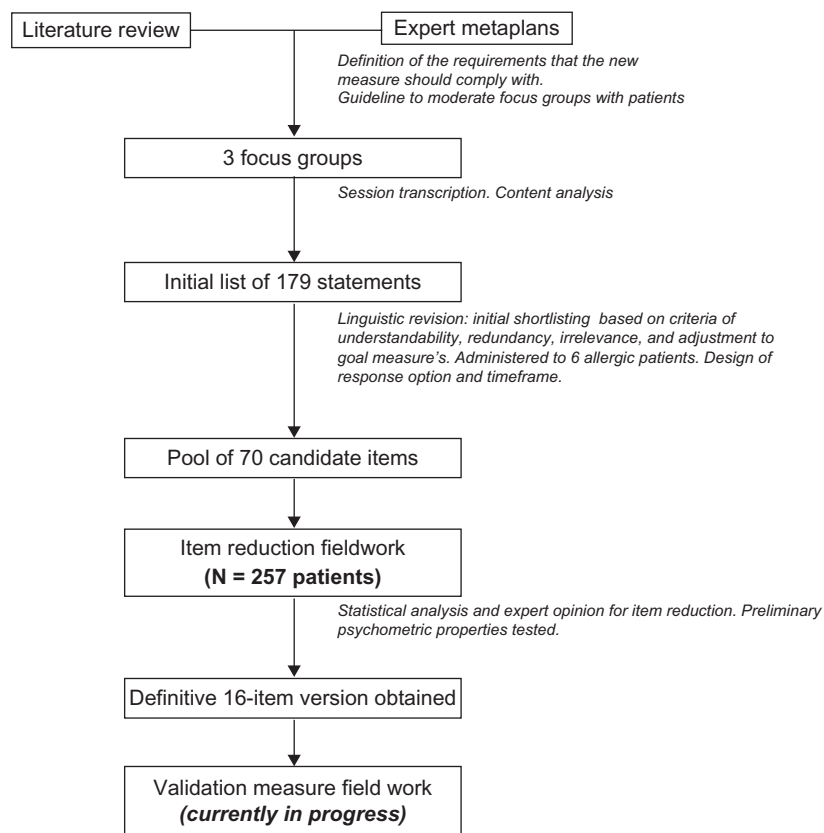 Literature review
Expert metaplans
Definition of the requirements that the new
measure should comply with.
Guideline to moderate focus groups with patients
3 focus groups
Session transcription. Content analysis
Initial list of 179 statements
Linguistic revision: initial shortlisting based on criteria of
understandability, redundancy, irrelevance, and adjustment to
goal measure's. Administered to 6 allergic patients. Design of
response option and timeframe.
Pool of 70 candidate items
Item reduction fieldwork
(N = 257 patients)
Statistical analysis and expert opinion for item reduction. Preliminary
psychometric properties tested.
Definitive 16-item version obtained
Validation measure field work
(currently in progress)